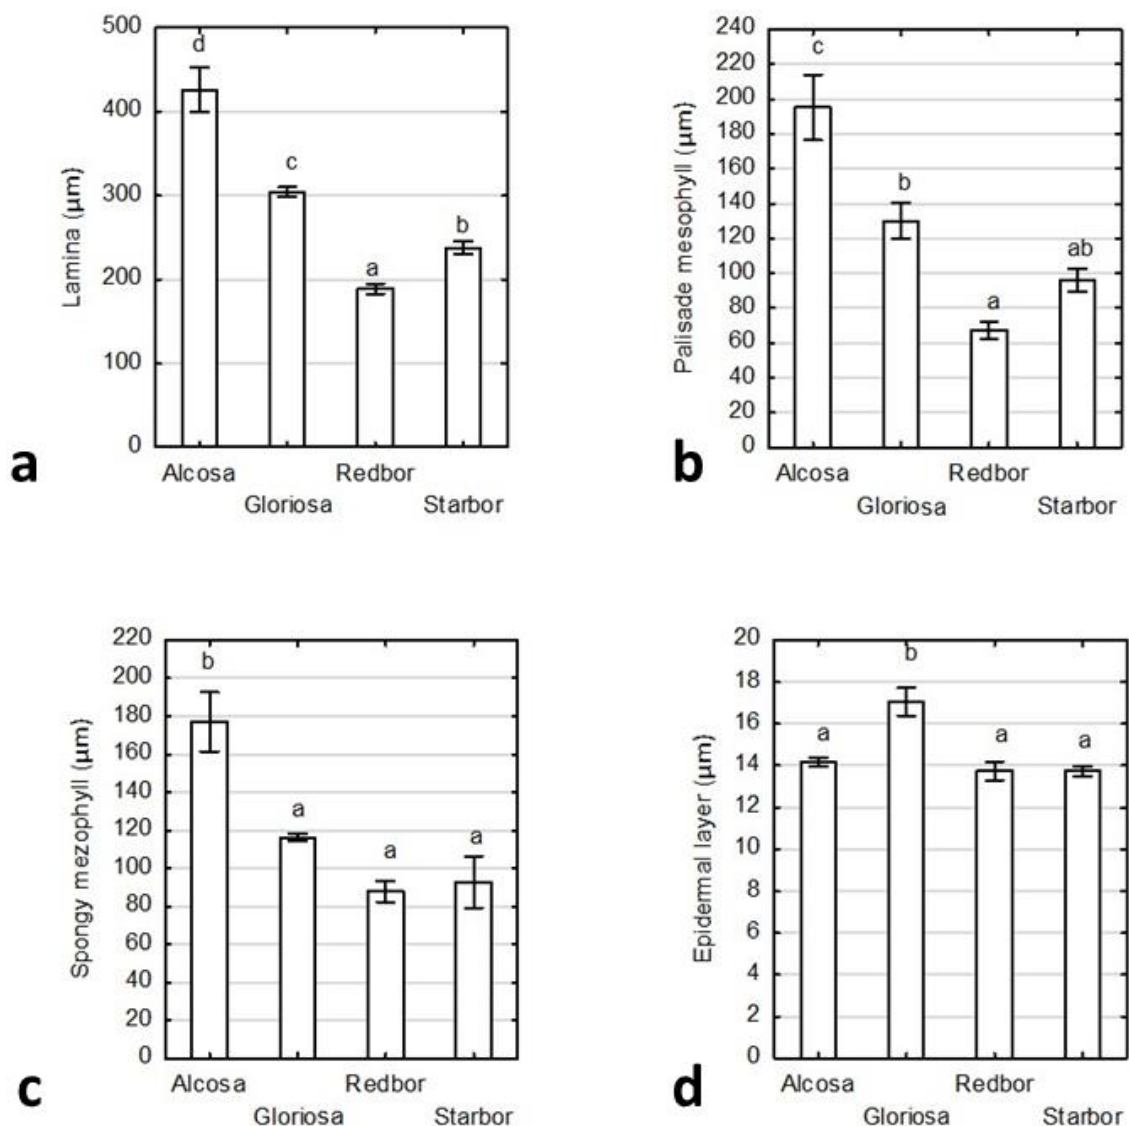 500
400
300
200
100
0
Lamina (μm)
d
c
a
b
Alcosa
Gloriosa
Redbor
Starbor
a
240
220
200
180
160
140
120
100
80
60
40
20
0
Palisade mesophyll (μm)
c
b
a
ab
Alcosa
Gloriosa
Redbor
Starbor
b
220
200
180
160
140
120
100
80
60
40
20
0
Spongy mezophyll (μm)
b
a
a
a
Alcosa
Gloriosa
Redbor
Starbor
c
20
18
16
14
12
10
8
6
4
2
0
Epidermal layer (μm)
a
b
a
a
Alcosa
Gloriosa
Redbor
Starbor
d